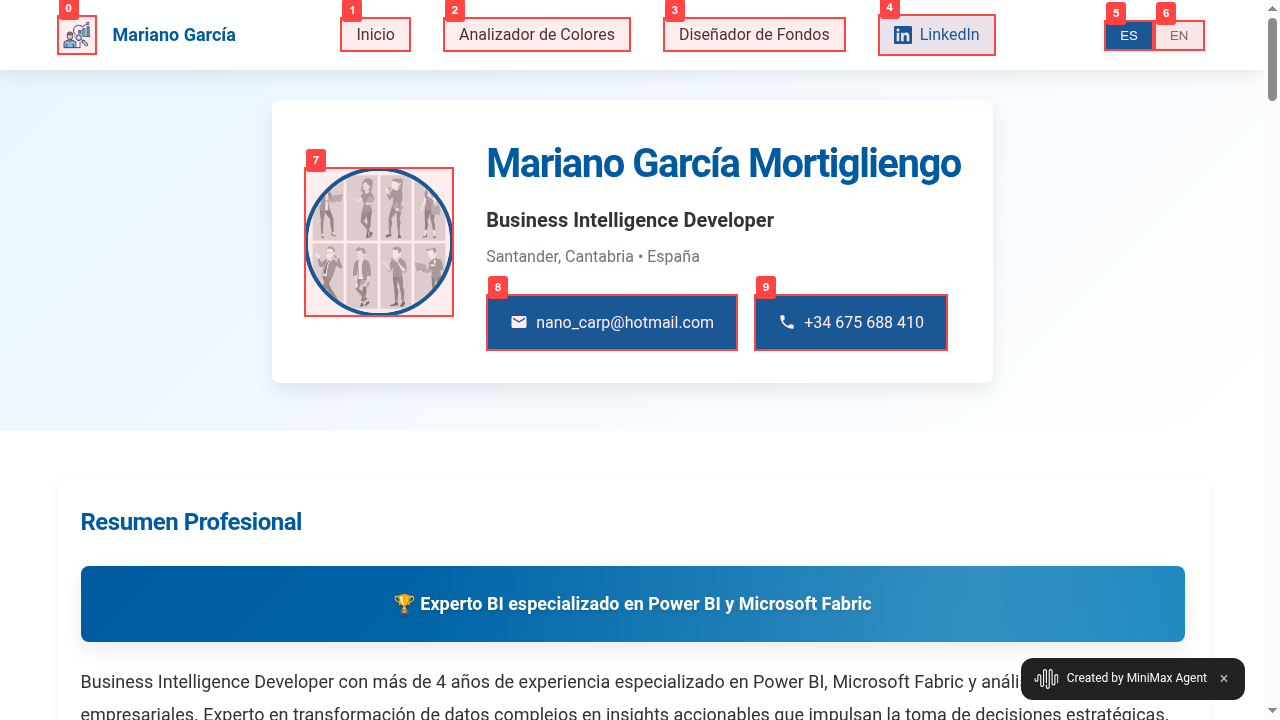 0
1
2
3
4
5
6
Mariano García
Inicio
Analizador de Colores
Diseñador de Fondos
LinkedIn
ES
EN
7
Mariano García Mortigliengo
Business Intelligence Developer
Santander, Cantabria • España
8
9
nano_carp@hotmail.com
+34 675 688 410
Resumen Profesional
🏆 Experto BI especializado en Power BI y Microsoft Fabric
Business Intelligence Developer con más de 4 años de experiencia especializado en Power BI, Microsoft Fabric y anális
empresariales. Experto en transformación de datos complejos en insights accionables que impulsan la toma de decisiones estratégicas.
Created by MiniMax Agent ×